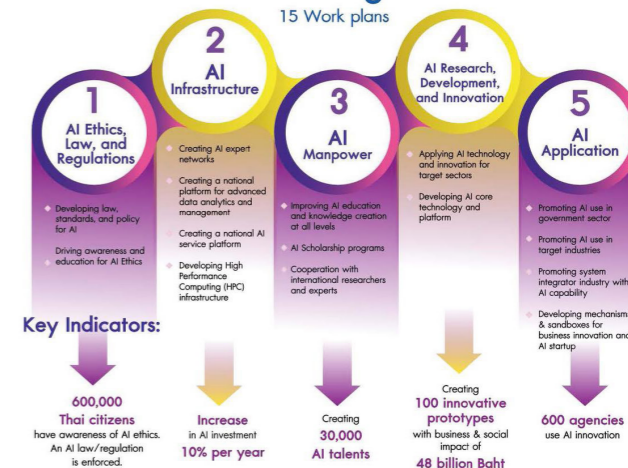 15 Work plans
1
AI Ethics,
Law, and
Regulations
Developing law,
standards, and policy
for AI
Driving awareness and
education for AI Ethics
2
AI
Infrastructure
Creating AI expert
networks
Creating a national
platform for advanced
data analytics and
management
Creating a national AI
service platform
Developing High
Performance
Computing (HPC)
infrastructure
3
AI
Manpower
Improving AI education
and knowledge creation
at all levels
AI Scholarship programs
Cooperation with
international researchers
and experts
4
AI Research,
Development,
and Innovation
Applying AI technology
and innovation for
target sectors
Developing AI core
technology and
platform
5
AI
Application
Promoting AI use in
government sector
Promoting AI use in
target industries
Promoting system
integrator industry with
AI capability
Developing mechanism
& sandboxes for
business innovation and
AI startup
Key Indicators:
600,000
Thai citizens
have awareness of AI ethics.
An AI law/regulation
is enforced.
Increase
in AI investment
10% per year
Creating
30,000
AI talents
Creating
100 innovative
prototypes
with business & social
impact of
48 billion Baht
600 agencies
use AI innovation